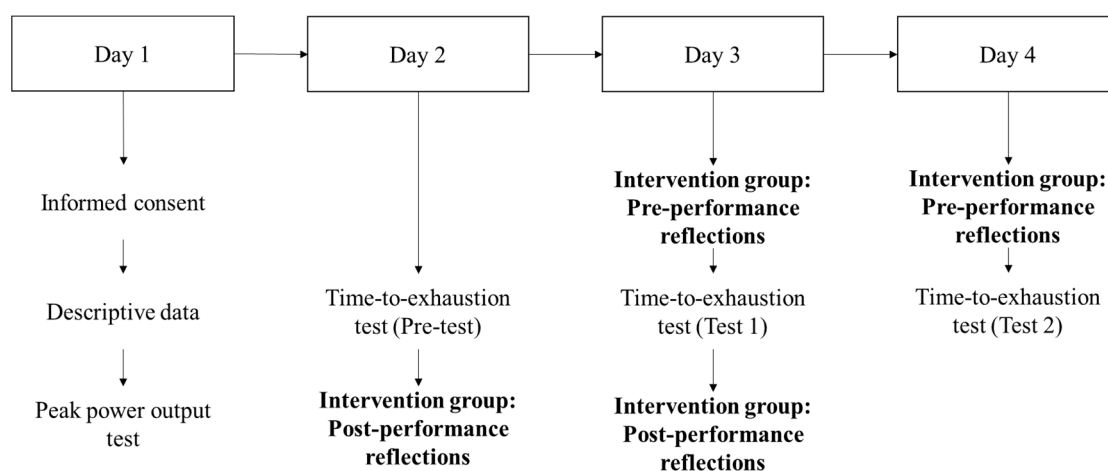 Day 1
Day 2
Day 3
Day 4
Informed consent
Descriptive data
Peak power output
test
Time-to-exhaustion
test (Pre-test)
Intervention group:
Post-performance
reflections
Intervention group:
Pre-performance
reflections
Time-to-exhaustion
test (Test 1)
Intervention group:
Post-performance
reflections
Intervention group:
Pre-performance
reflections
Time-to-exhaustion
test (Test 2)